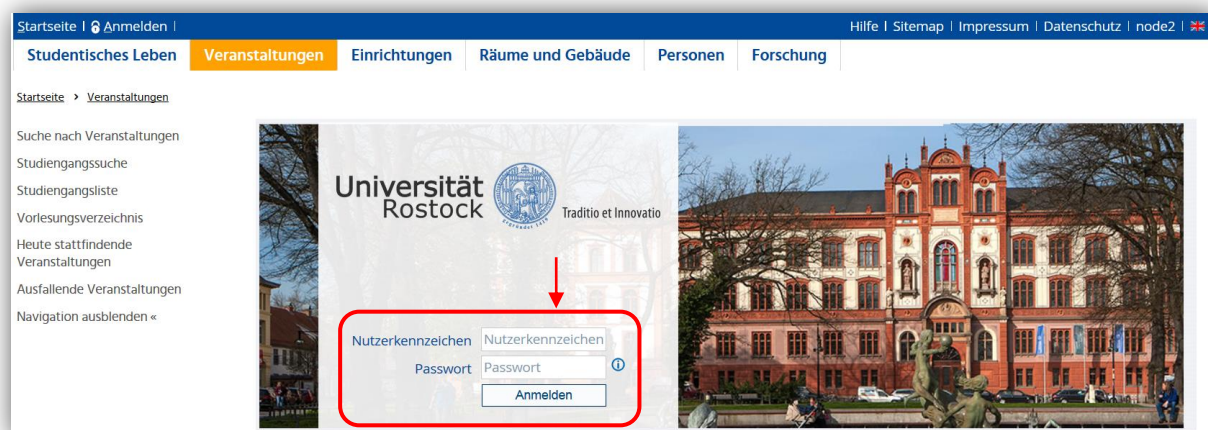 Startseite | Anmelden |
Hilfe | Sitemap | Impressum | Datenschutz | node2 |
Studentisches Leben Veranstaltungen Einrichtungen Räume und Gebäude Personen Forschung
Startseite > Veranstaltungen
Suche nach Veranstaltungen
Studiengangssuche
Studiengangsliste
Vorlesungsverzeichnis
Heute stattfindende
Veranstaltungen
Ausfallende Veranstaltungen
Navigation ausblenden «
Universität
Rostock
Traditio et Innovatio
Nutzerkennzeichen Nutzerkennzeichen
Passwort Passwort
Anmelden